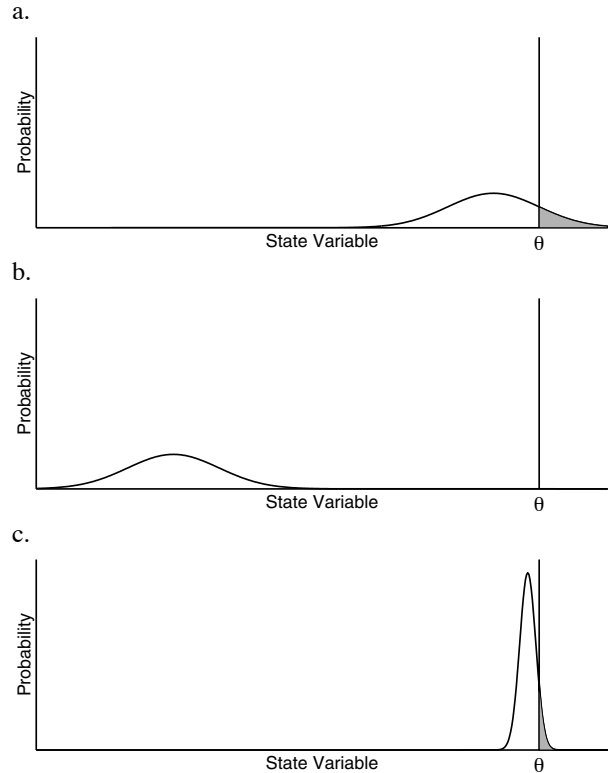 a.
Probability
State Variable
θ
b.
Probability
State Variable
θ
c.
Probability
State Variable
θ